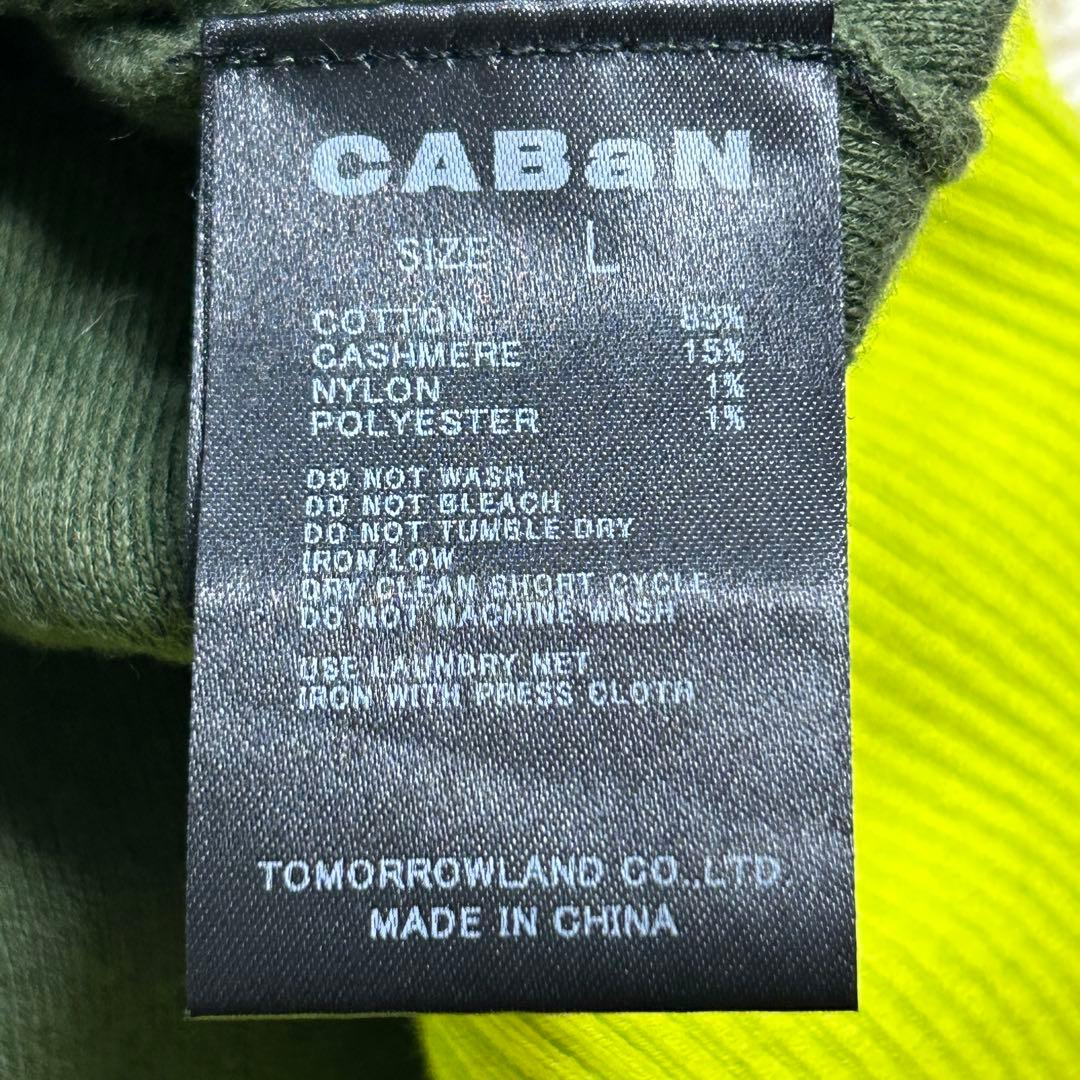 CABaN
SIZE L
COTTON
CASHMERE 15%
NYLON 1%
POLYESTER 1%
DO NOT WASH
DO NOT BLEACH
DO NOT TUMBLE DRY
IRON LOW
DRY CLEAN SHORT CYCLE
DO NOT MACHINE WASH
USE LAUNDRY NET
IRON WITH PRESS CLOTH
TOMORROWLAND CO.,LTD.
MADE IN CHINA